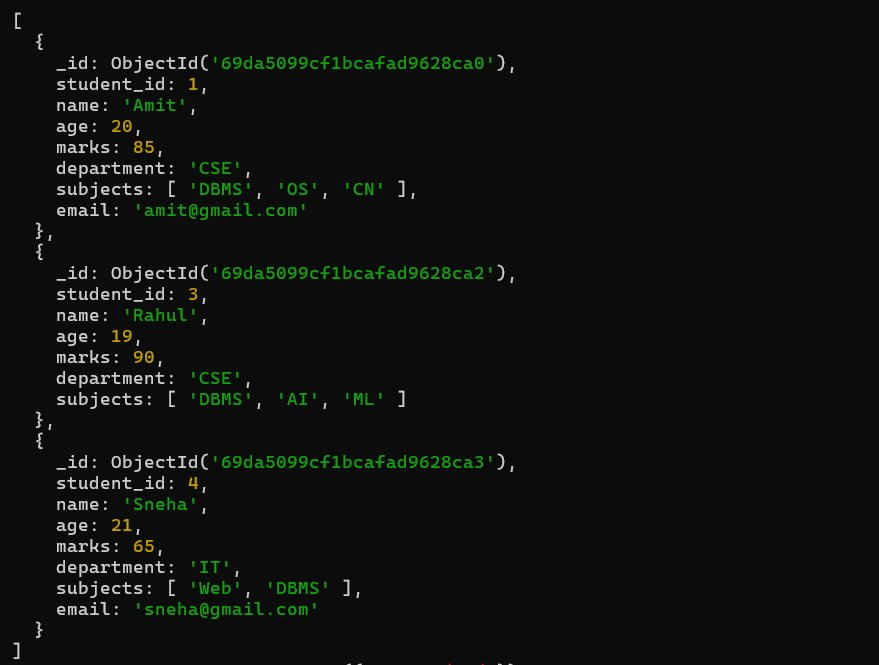 [
  {
    _id: ObjectId('69da5099cf1bcafad9628ca0'),
    student_id: 1,
    name: 'Amit',
    age: 20,
    marks: 85,
    department: 'CSE',
    subjects: [ 'DBMS', 'OS', 'CN' ],
    email: 'amit@gmail.com'
  },
  {
    _id: ObjectId('69da5099cf1bcafad9628ca2'),
    student_id: 3,
    name: 'Rahul',
    age: 19,
    marks: 90,
    department: 'CSE',
    subjects: [ 'DBMS', 'AI', 'ML' ]
  },
  {
    _id: ObjectId('69da5099cf1bcafad9628ca3'),
    student_id: 4,
    name: 'Sneha',
    age: 21,
    marks: 65,
    department: 'IT',
    subjects: [ 'Web', 'DBMS' ],
    email: 'sneha@gmail.com'
  }
]